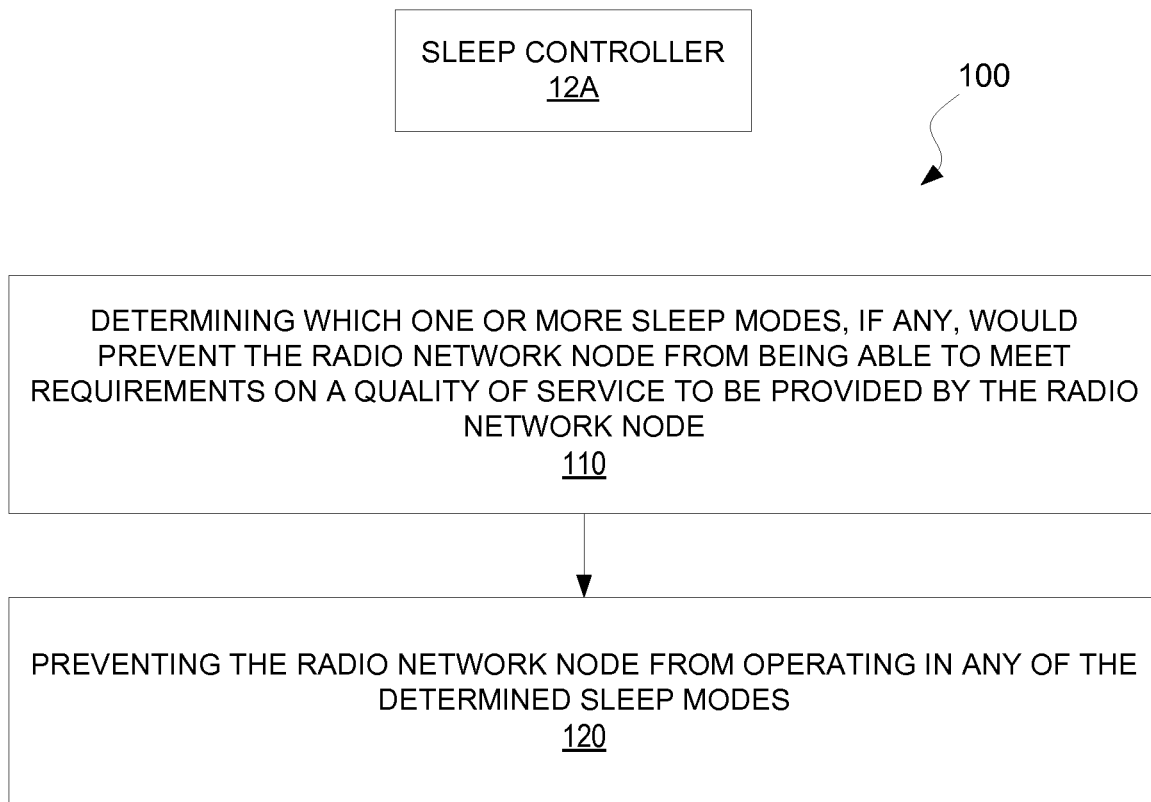 SLEEP CONTROLLER
12A
100
DETERMINING WHICH ONE OR MORE SLEEP MODES, IF ANY, WOULD
PREVENT THE RADIO NETWORK NODE FROM BEING ABLE TO MEET
REQUIREMENTS ON A QUALITY OF SERVICE TO BE PROVIDED BY THE RADIO
NETWORK NODE
110
PREVENTING THE RADIO NETWORK NODE FROM OPERATING IN ANY OF THE
DETERMINED SLEEP MODES
120